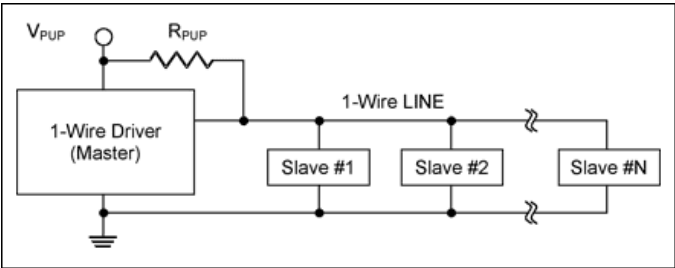 VPUP
RPUP
1-Wire LINE
1-Wire Driver
(Master)
Slave #1
Slave #2
Slave #N